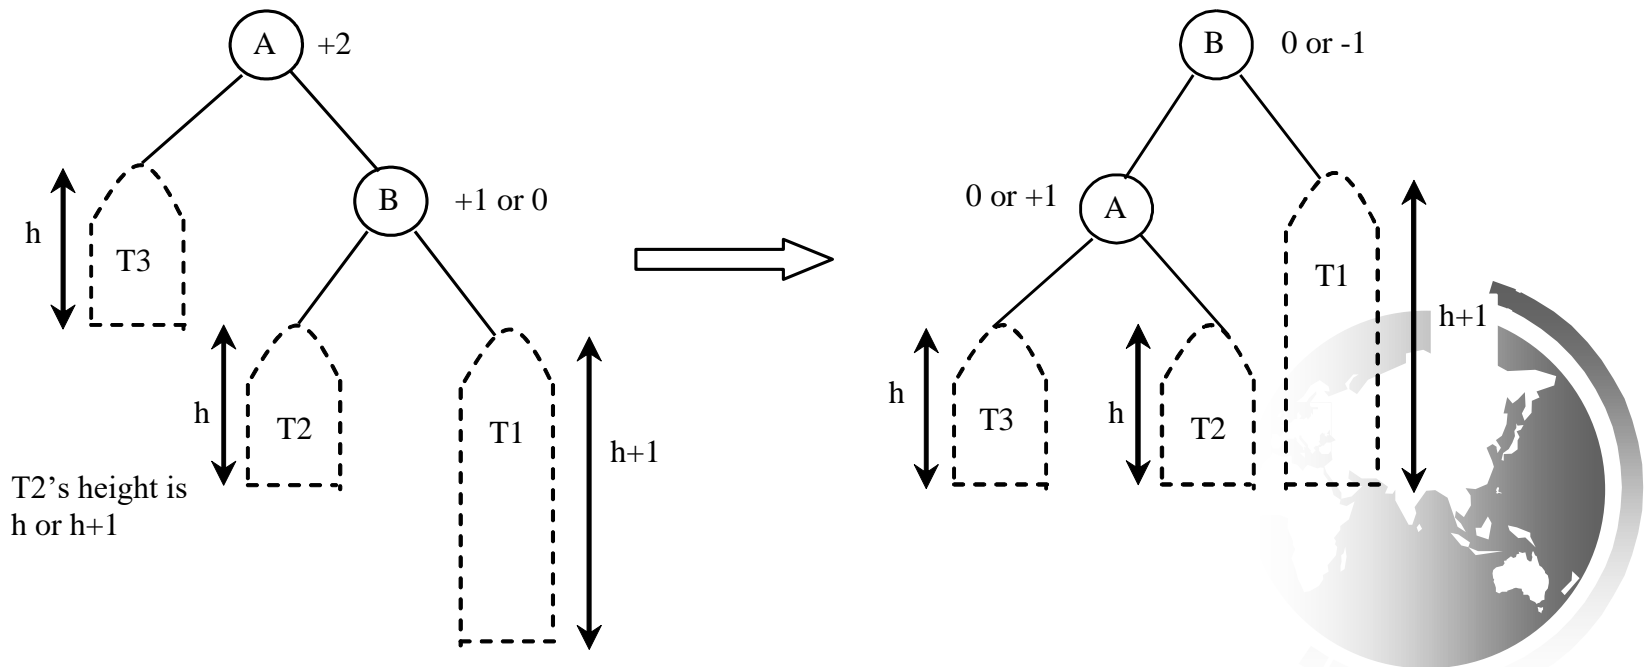 A +2
B +1 or 0
h
T3
h
T2
T1
h+1
T2’s height is
h or h+1
B 0 or -1
0 or +1 A
T1
h+1
h
T3
h
T2